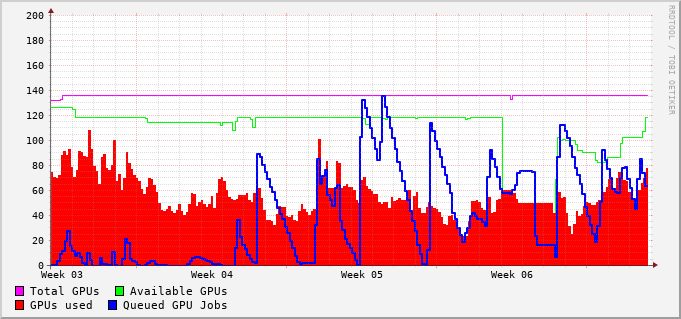 200
180
160
140
120
100
80
60
40
20
0
Week 03 Week 04 Week 05 Week 06
Total GPUs Available GPUs
GPUs used Queued GPU Jobs
RRDTOOL / TOBI OETIKER